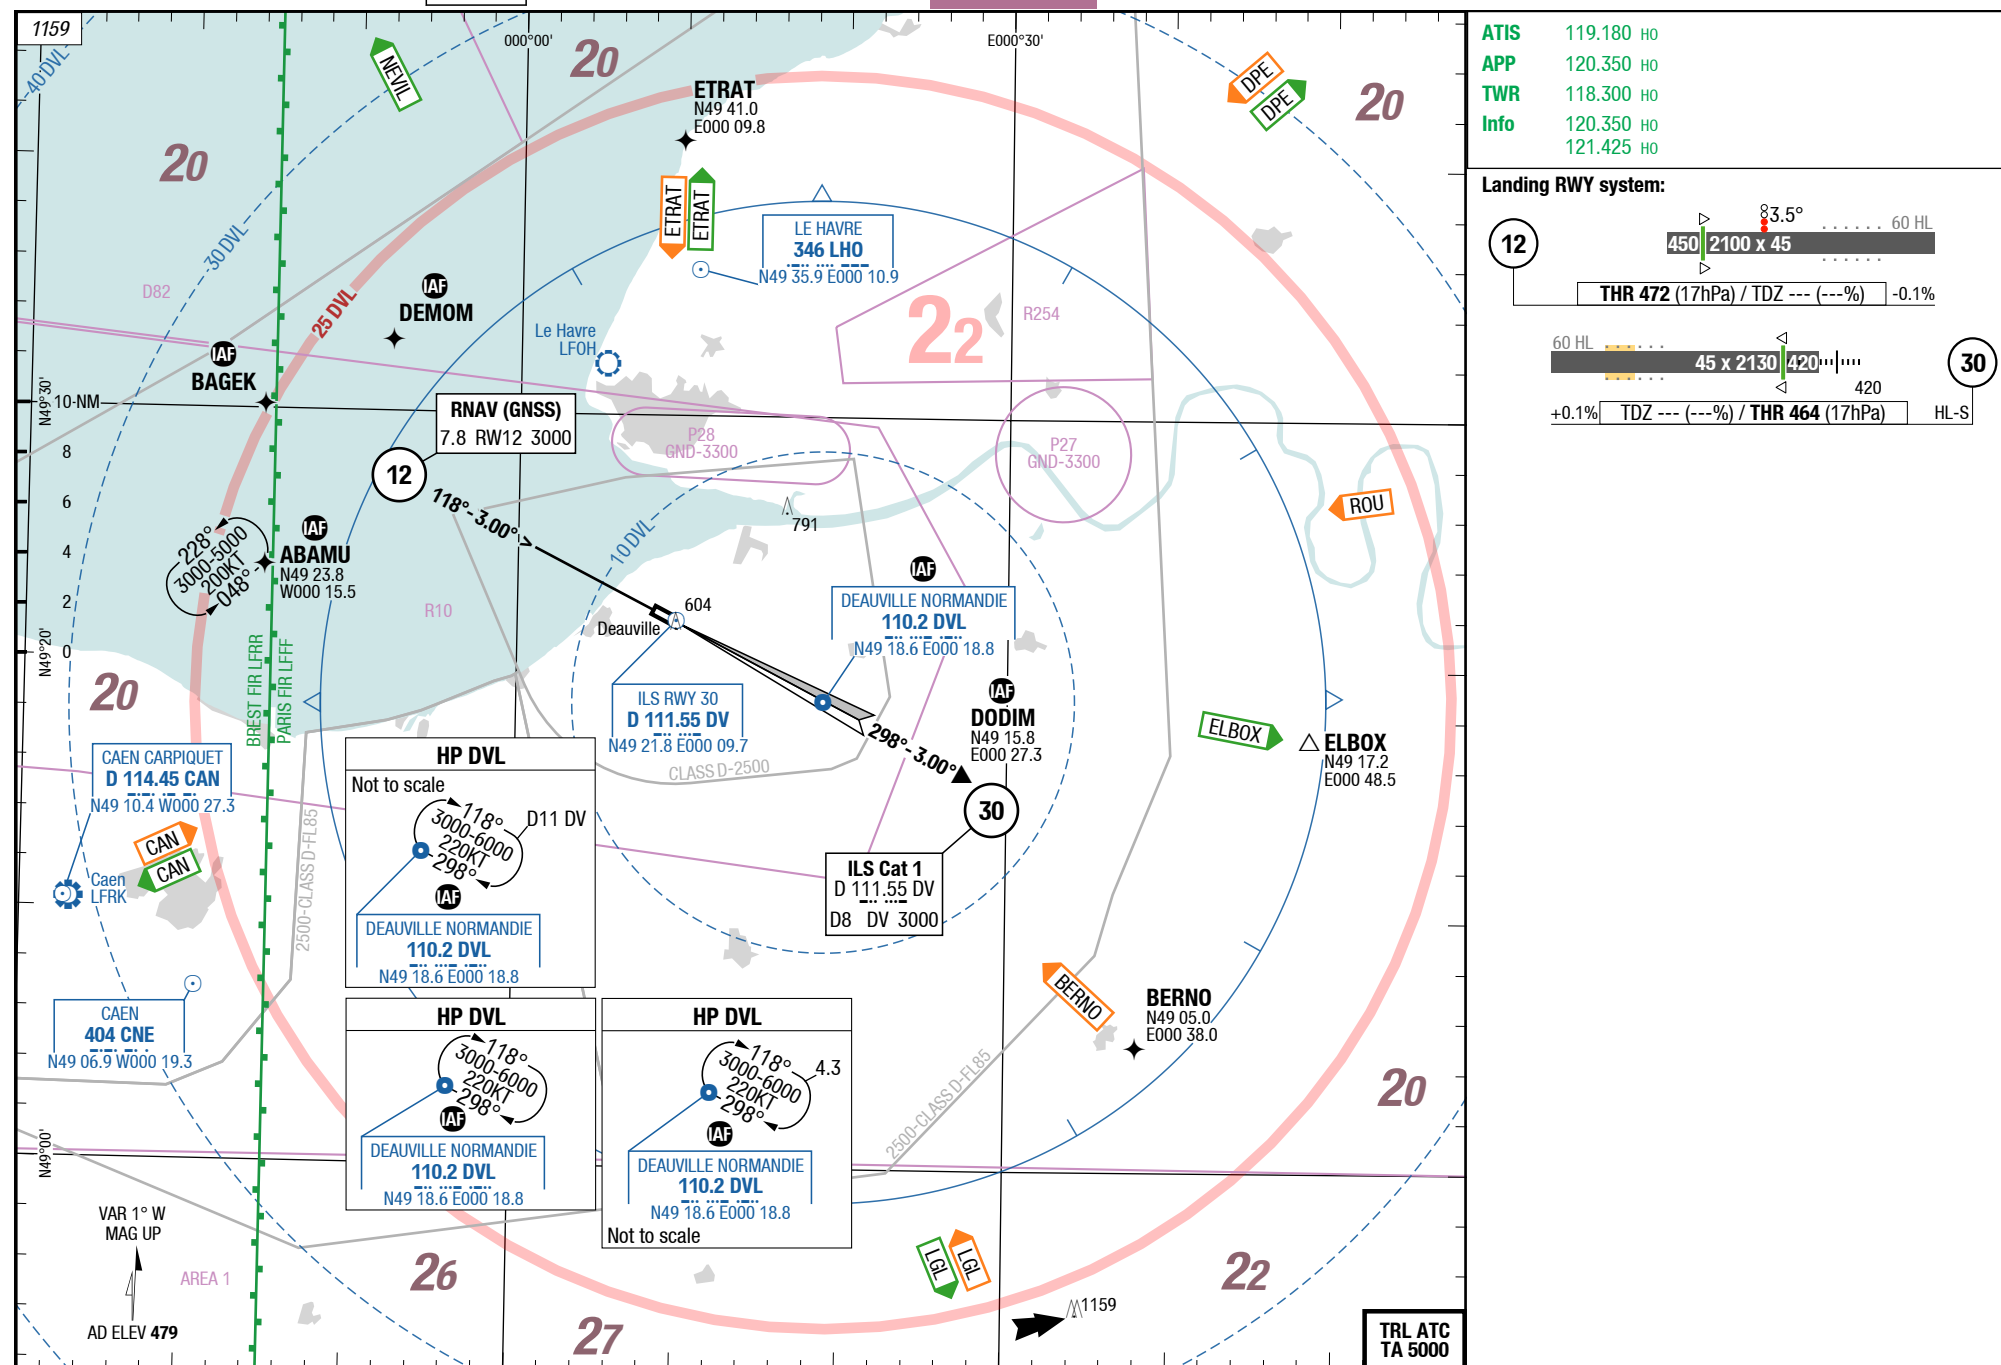 1159
000°00'
E000°30'
40 DVL
NEVIL
20
ETRAT
N49 41.0
E000 09.8
DPE
DPE
20
20
30 DVL
ETRAT
ETRAT
LE HAVRE
346 LHO
N49 35.9 E000 10.9
D82
25 DVL
IAF
DEMOM
Le Havre
LFOH
22
R254
IAF
BAGEK
N49°30'
10-NM
8
6
4
2
0
RNAV (GNSS)
7.8 RW12 3000
12
P28
GND-3300
P27
GND-3300
118°-3.00° >
ROU
791
10 DVL
228°
3000-5000
200KT
048°
IAF
ABAMU
N49 23.8
W000 15.5
R10
604
Deauville
IAF
DEAUVILLE NORMANDIE
110.2 DVL
N49 18.6 E000 18.8
N49°20'
BREST FIR LFRR
PARIS FIR LFFF
20
ILS RWY 30
D 111.55 DV
N49 21.8 E000 09.7
IAF
DODIM
N49 15.8
E000 27.3
298°-3.00°
CLASS D-2500
30
ELBOX
ELBOX
N49 17.2
E000 48.5
CAEN CARPIQUET
D 114.45 CAN
N49 10.4 W000 27.3
CAN
CAN
Caen
LFRK
2500-CLASS D-FL85
HP DVL
Not to scale
118°
3000-6000
220KT
298°
D11 DV
IAF
DEAUVILLE NORMANDIE
110.2 DVL
N49 18.6 E000 18.8
ILS Cat 1
D 111.55 DV
D8 DV 3000
CAEN
404 CNE
N49 06.9 W000 19.3
HP DVL
118°
3000-6000
220KT
298°
IAF
DEAUVILLE NORMANDIE
110.2 DVL
N49 18.6 E000 18.8
HP DVL
118°
3000-6000
220KT
298°
4.3
IAF
DEAUVILLE NORMANDIE
110.2 DVL
N49 18.6 E000 18.8
Not to scale
BERNO
BERNO
N49 05.0
E000 38.0
2500-CLASS D-FL85
20
N49°00'
VAR 1° W
MAG UP
AD ELEV 479
AREA 1
26
27
LGL
LGL
22
1159
TRL ATC
TA 5000
ATIS 119.180 HO
APP 120.350 HO
TWR 118.300 HO
Info 120.350 HO
121.425 HO
Landing RWY system:
12
3.5°
60 HL
450 2100 x 45
THR 472 (17hPa) / TDZ --- (---%) -0.1%
60 HL
45 x 2130 420
30
420
+0.1% TDZ --- (---%) / THR 464 (17hPa) HL-S